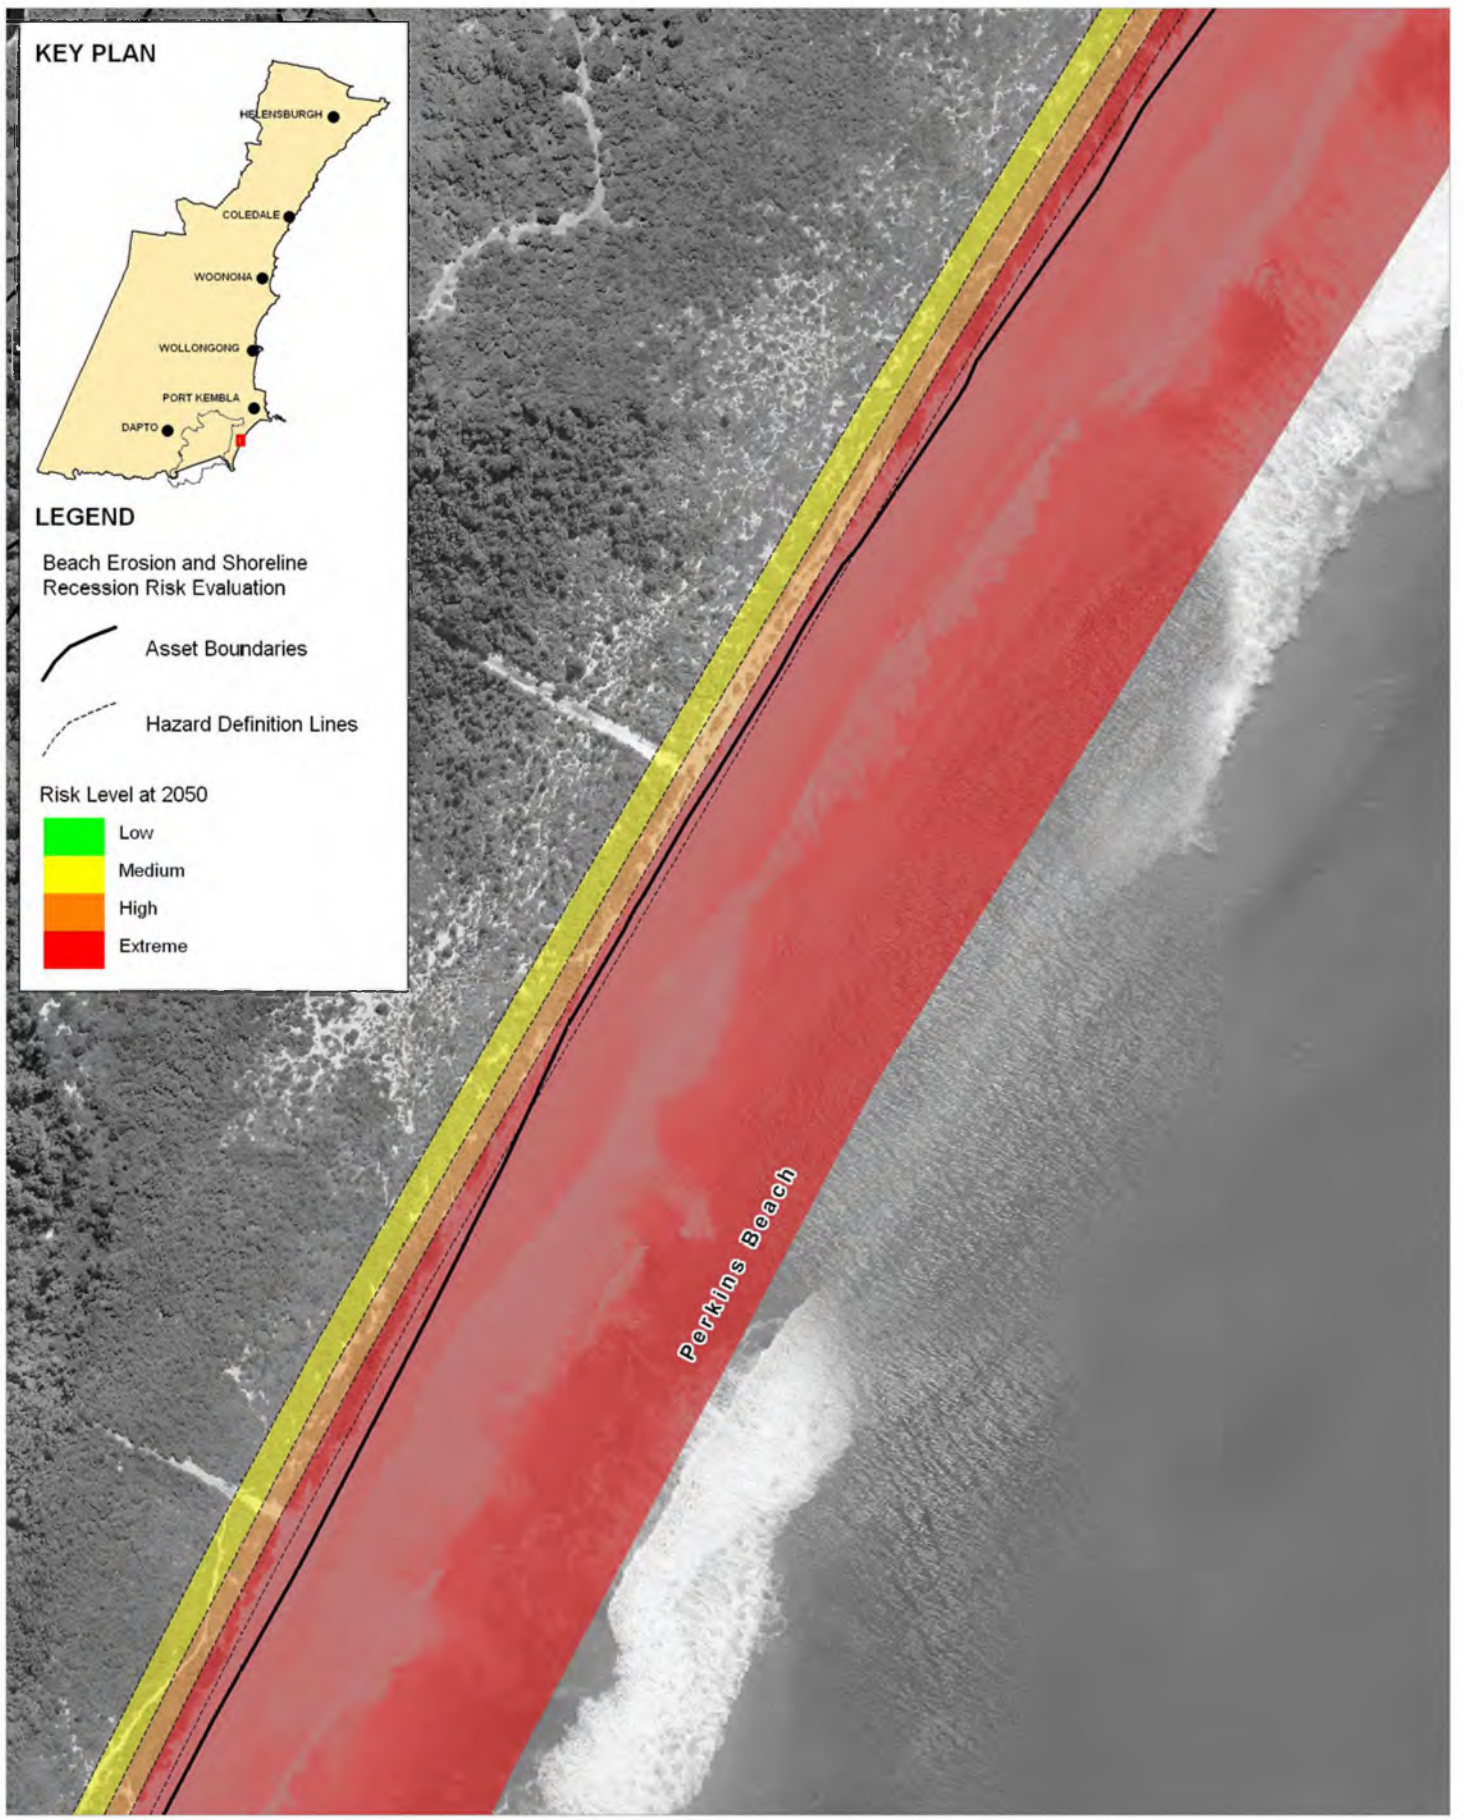 KEY PLAN
HELENSBURGH
COLEDALE
WOONONA
WOLLONGONG
PORT KEMBLA
DAPTO
LEGEND
Beach Erosion and Shoreline
Recession Risk Evaluation
Asset Boundaries
Hazard Definition Lines
Risk Level at 2050
Low
Medium
High
Extreme
Perkins Beach